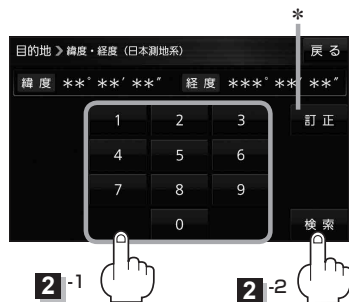 *
目的地 》緯度・経度（日本測地系） 戻る
緯度 **°**′**″ 経度 ***°**′**″
1 2 3 訂正
4 5 6
7 8 9
0 検索
2-1 2-2